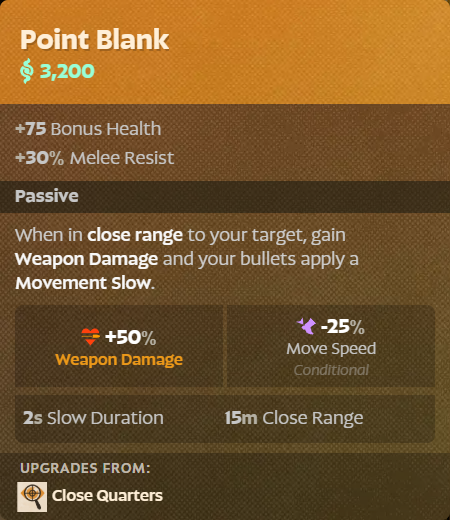 Point Blank
3,200
+75 Bonus Health
+30% Melee Resist
Passive
When in close range to your target, gain
Weapon Damage and your bullets apply a
Movement Slow.
+50%
Weapon Damage
-25%
Move Speed
Conditional
2s Slow Duration
15m Close Range
UPGRADES FROM:
Close Quarters